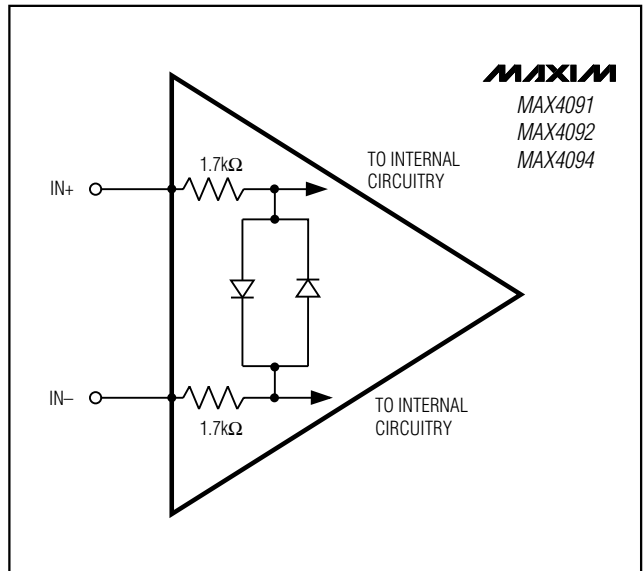 MAXIM
MAX4091
MAX4092
MAX4094
1.7kΩ
TO INTERNAL
CIRCUITRY
IN+
IN–
1.7kΩ
TO INTERNAL
CIRCUITRY